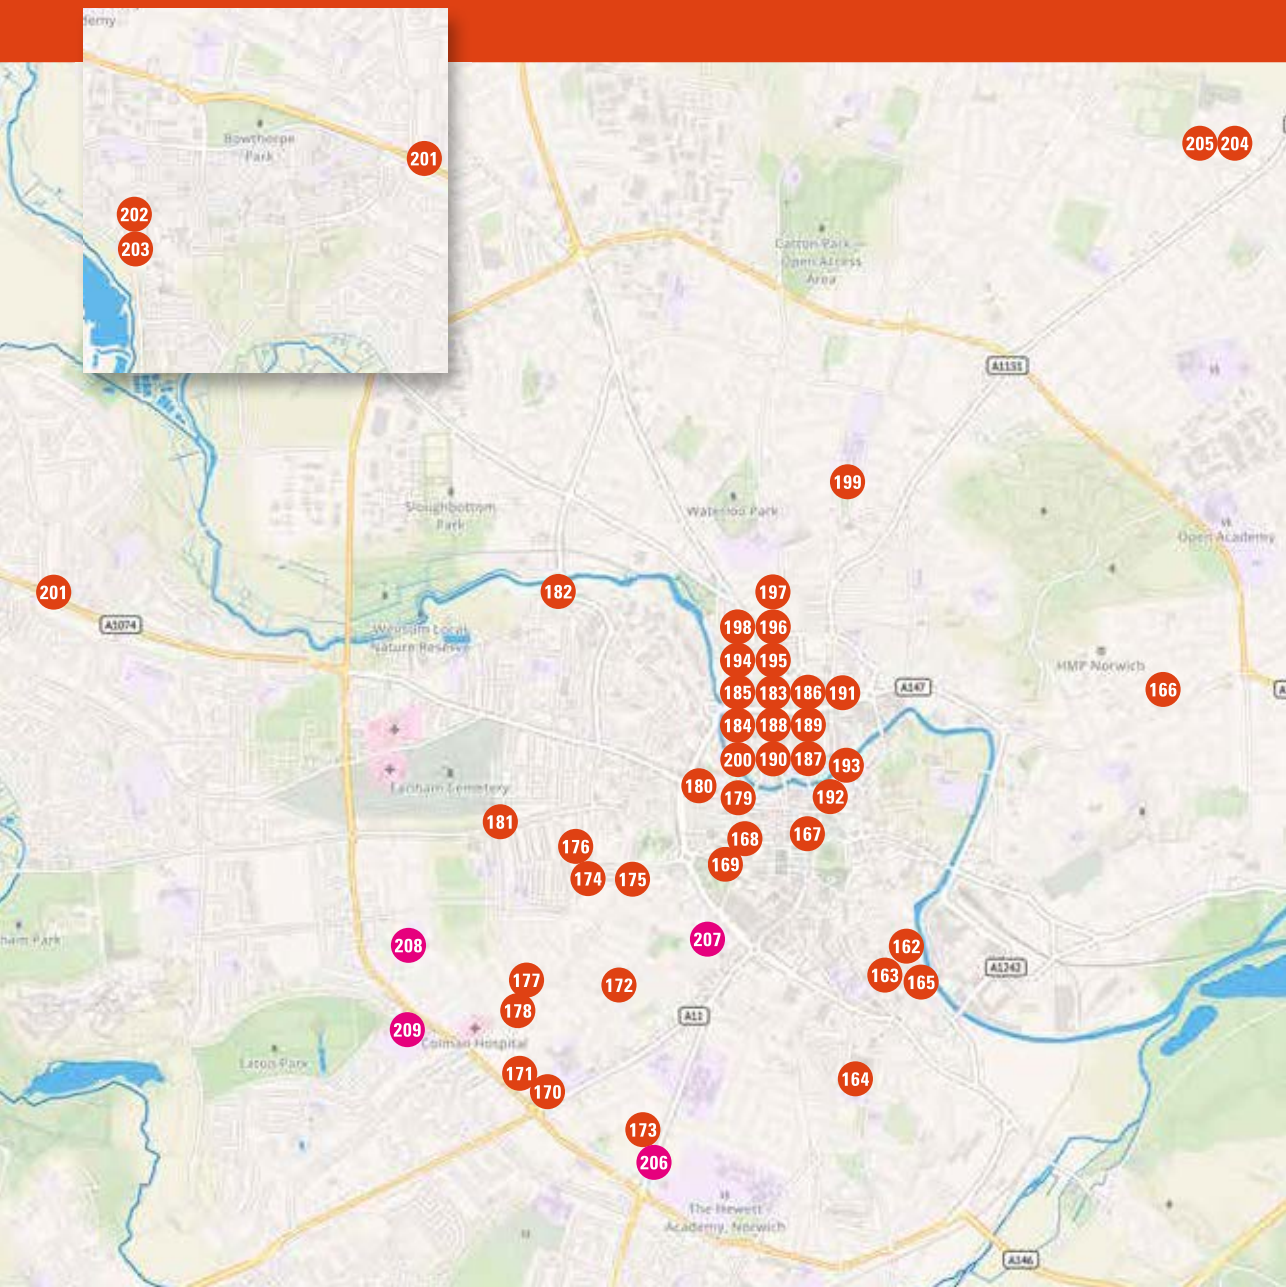 Bowthorpe
Park
201
202
203
205 204
Catton Park –
Open Access
Area
A1151
199
Sloughbottom
Park
Waterloo Park
Open Academy
201
A1074
182
197
Wensum Local
Nature Reserve
198 196
194 195
HMP Norwich
185 183 186 191
A147
166
184 188 189
200 190 187 193
180
179
192
Earlham Cemetery
181
176
168
167
169
174
175
208
207
162
ham Park
163
165
A1242
177
172
178
A11
209
Colman Hospital
Eaton Park
171
170
164
173
206
The Hewett
Academy, Norwich
A146